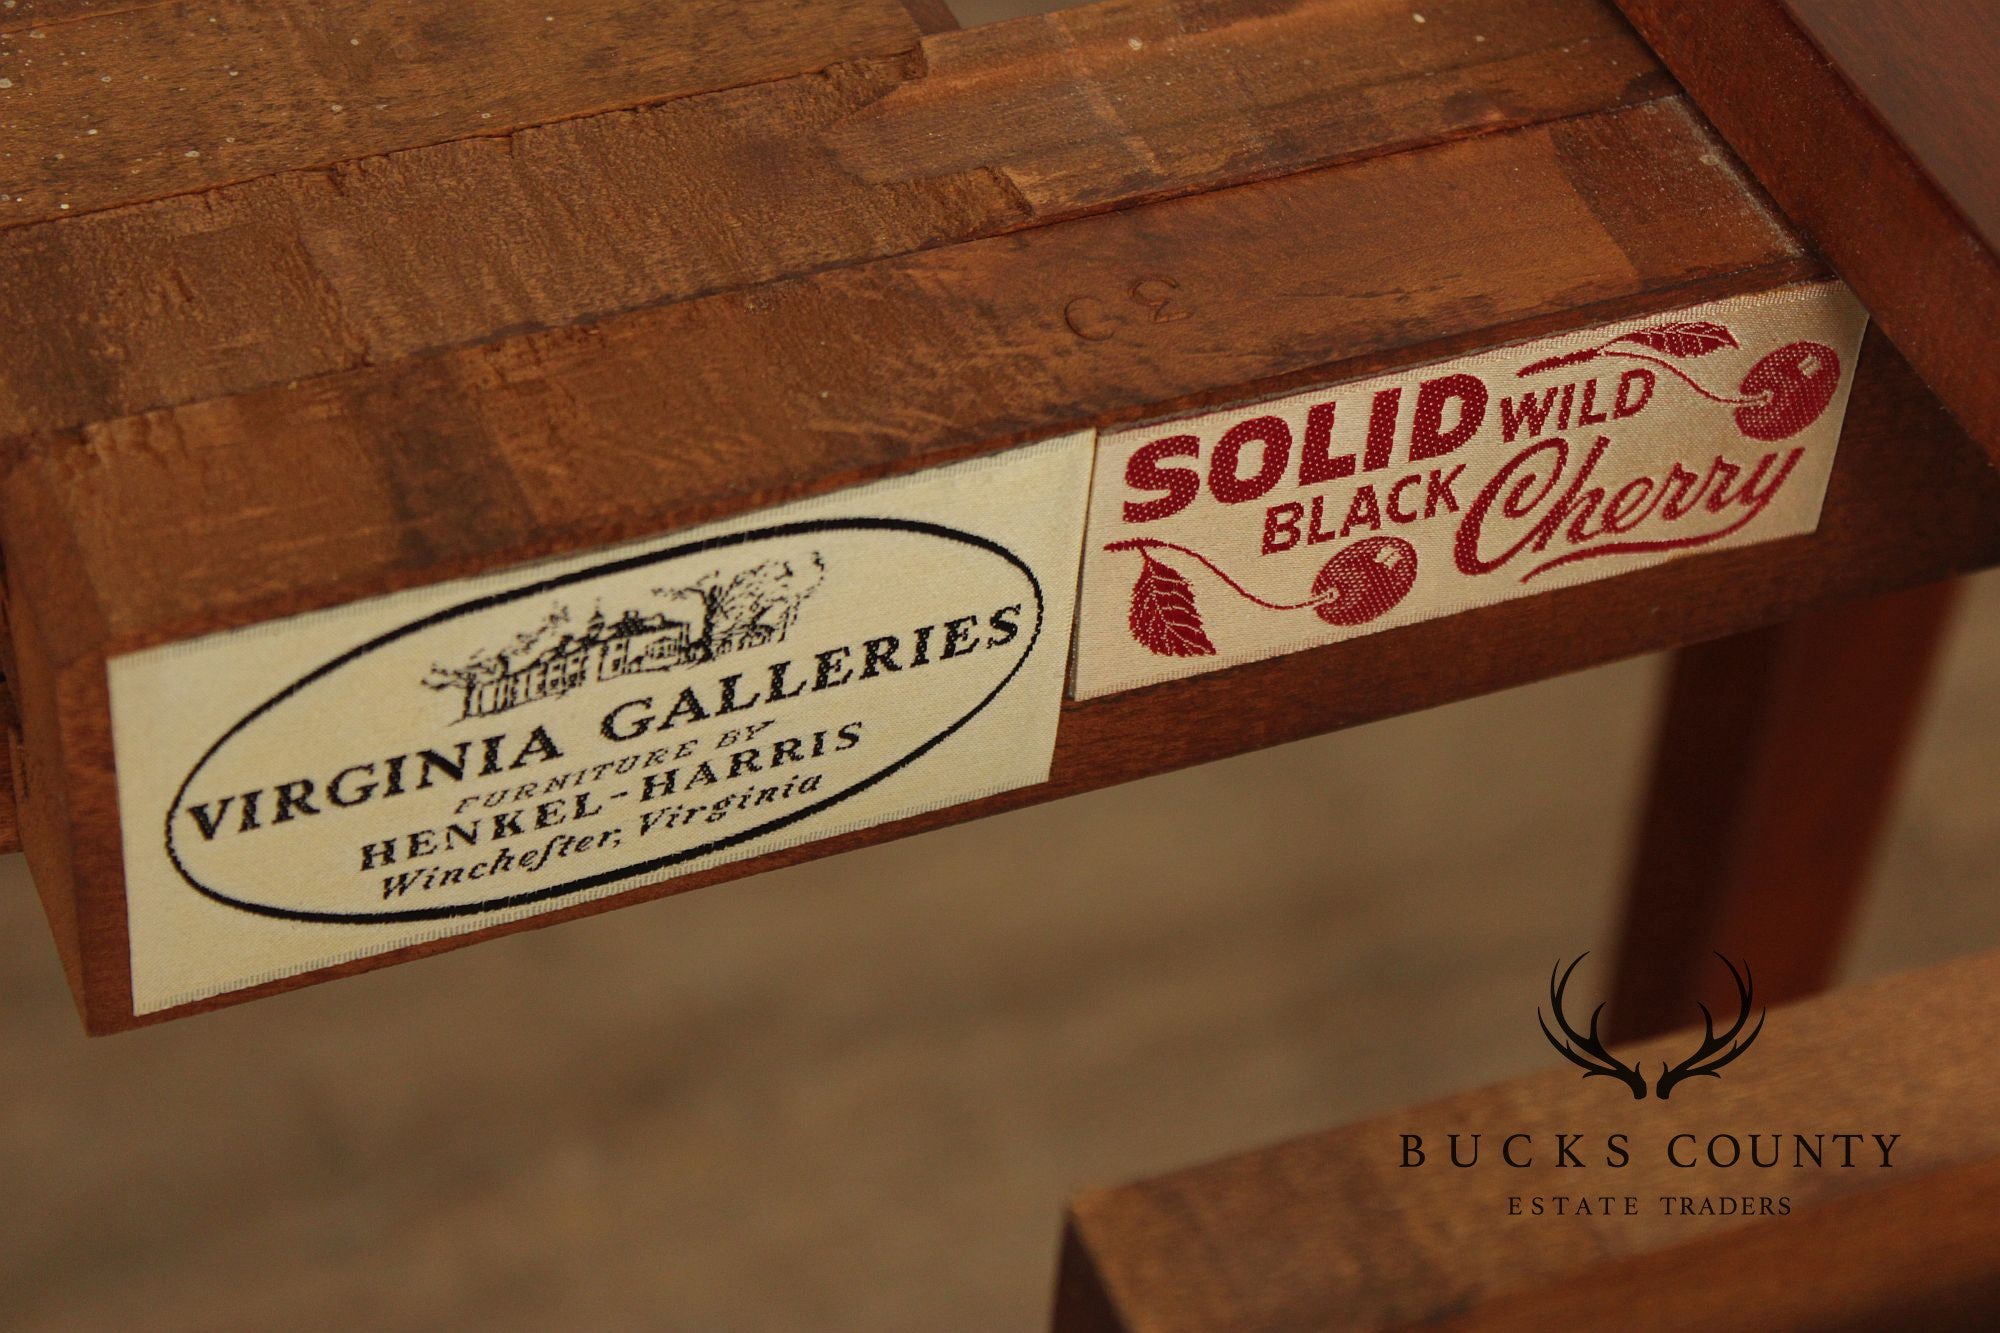 SOLID WILD
BLACK Cherry
VIRGINIA GALLERIES
FURNITURE BY
HENKEL-HARRIS
Wincheſter, Virginia
BUCKS COUNTY
ESTATE TRADERS